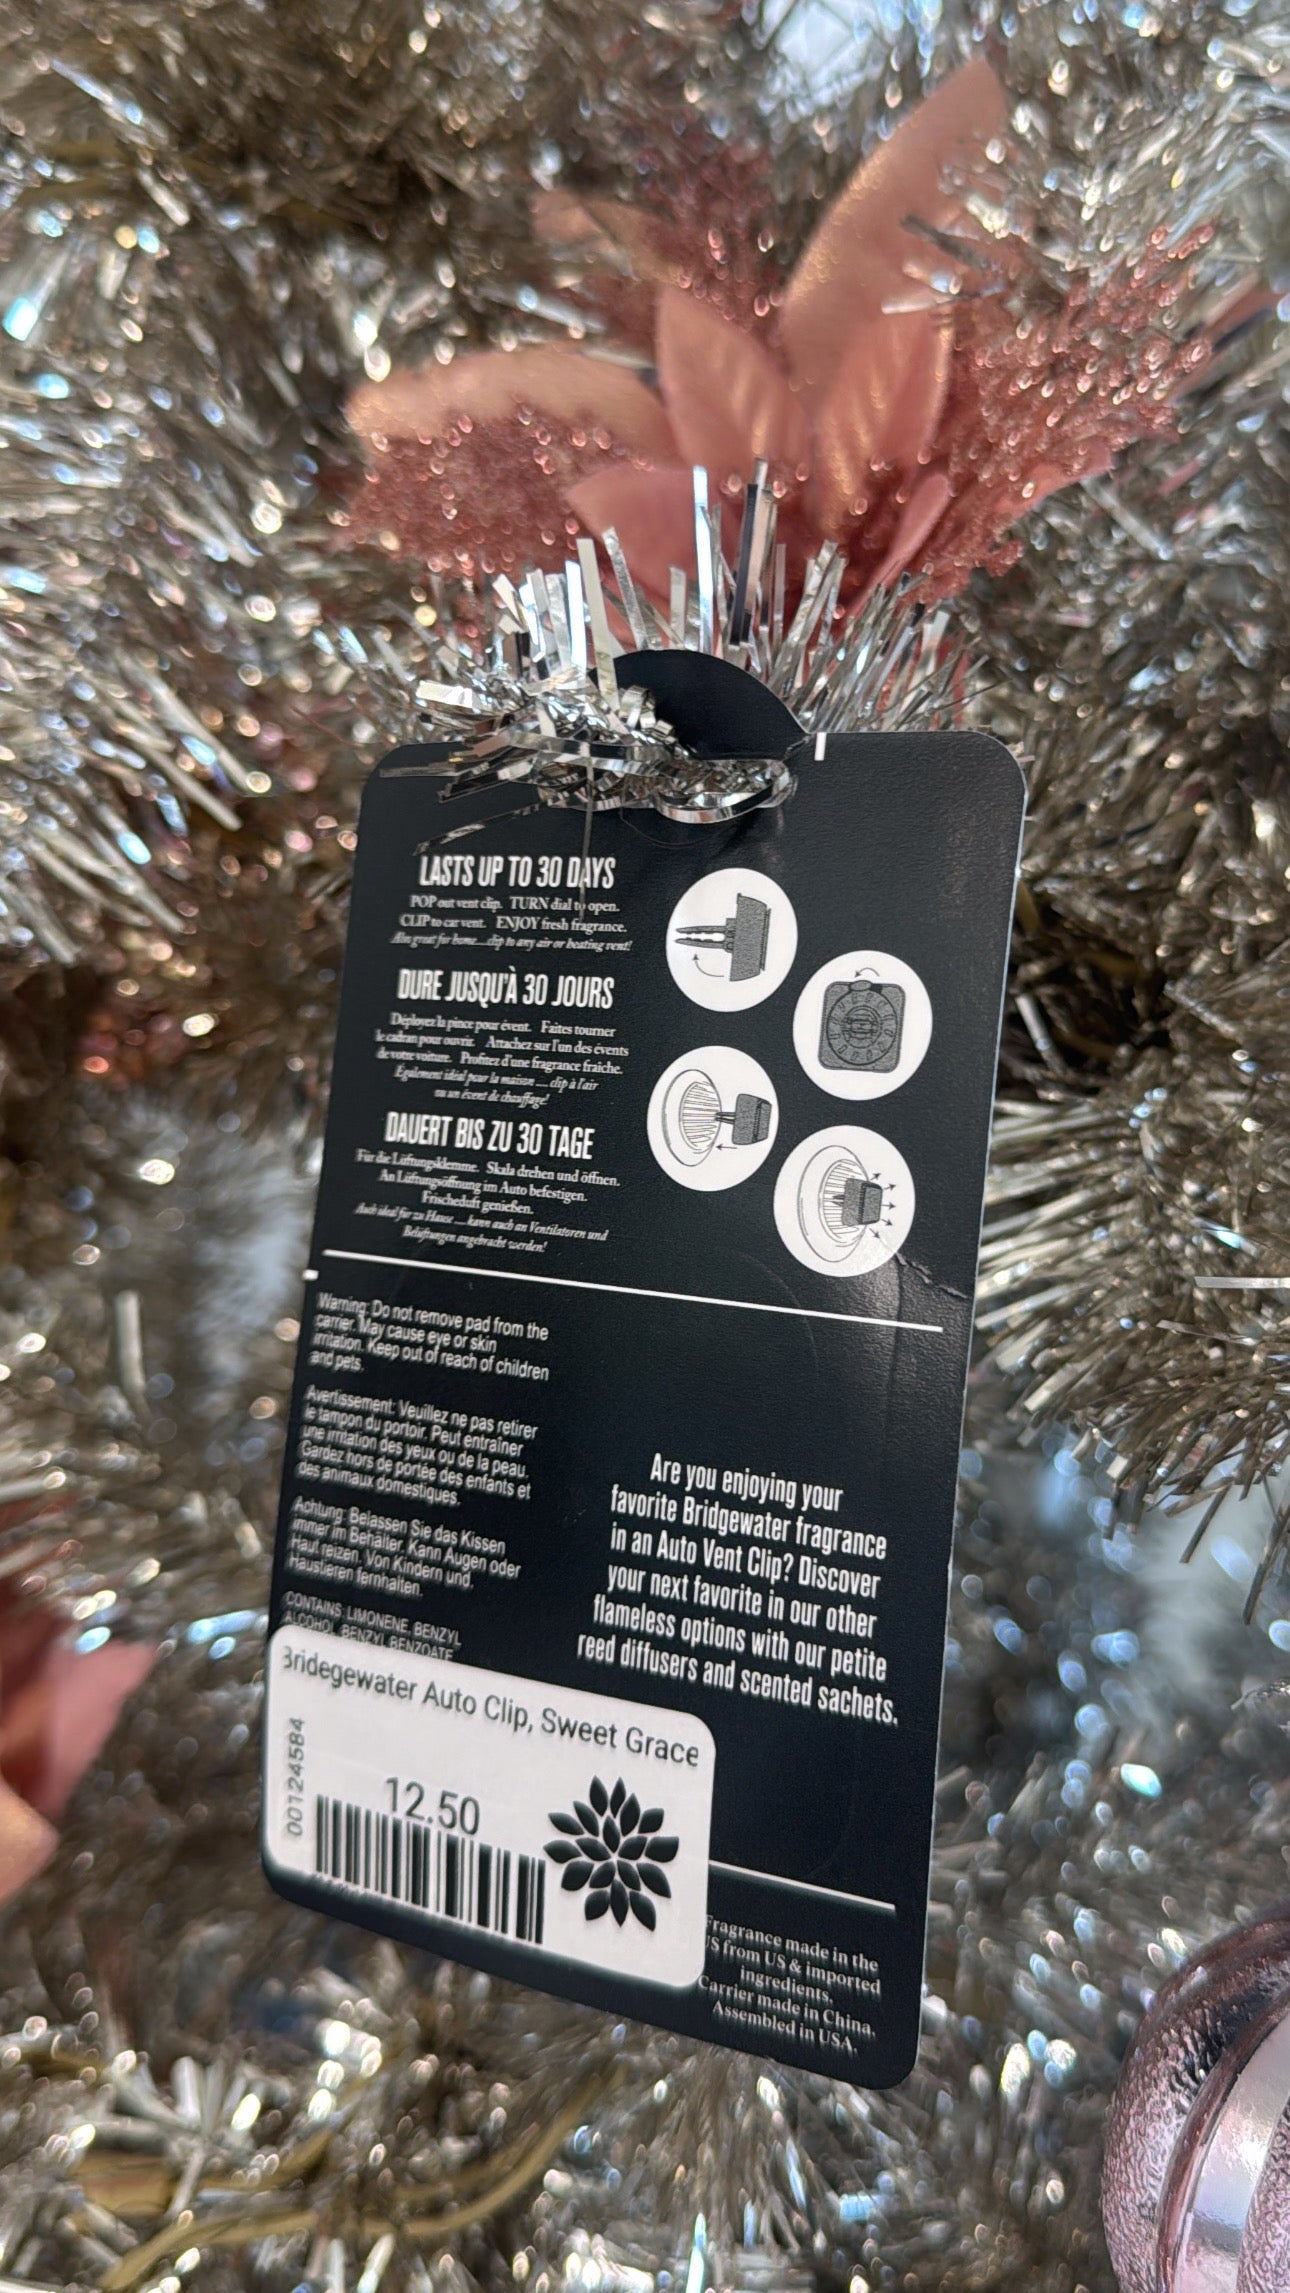 LASTS UP TO 30 DAYS
POP out vent clip. TURN dial to open.
CLIP to car vent. ENJOY fresh fragrance.
Also great for home....clip to any air or heating vent!
DURE JUSQU'À 30 JOURS
Déployez la pince pour évent. Faites tourner
le cadran pour ouvrir. Attachez sur l'un des évents
de votre voiture. Profitez d'une fragrance fraîche.
Également idéal pour la maison .... clip à l'air
ou un évent de chauffage!
DAUERT BIS ZU 30 TAGE
Für die Lüftungsklemme. Skala drehen und öffnen.
An Lüftungsöffnung im Auto befestigen.
Frischeduft genießen.
Auch ideal für zu Hause .... kann auch an Ventilatoren und
Belüftungen angebracht werden!
Warning: Do not remove pad from the
carrier. May cause eye or skin
irritation. Keep out of reach of children
and pets.
Avertissement: Veuillez ne pas retirer
le tampon du portoir. Peut entraîner
une irritation des yeux ou de la peau.
Gardez hors de portée des enfants et
des animaux domestiques.
Achtung: Belassen Sie das Kissen
immer im Behälter. Kann Augen oder
Haut reizen. Von Kindern und
Haustieren fernhalten.
CONTAINS: LIMONENE, BENZYL
ALCOHOL, BENZYL BENZOATE
Are you enjoying your
favorite Bridgewater fragrance
in an Auto Vent Clip? Discover
your next favorite in our other
flameless options with our petite
reed diffusers and scented sachets.
Bridegewater Auto Clip, Sweet Grace
00124584
12.50
Fragrance made in the
US from US & imported
ingredients.
Carrier made in China.
Assembled in USA.